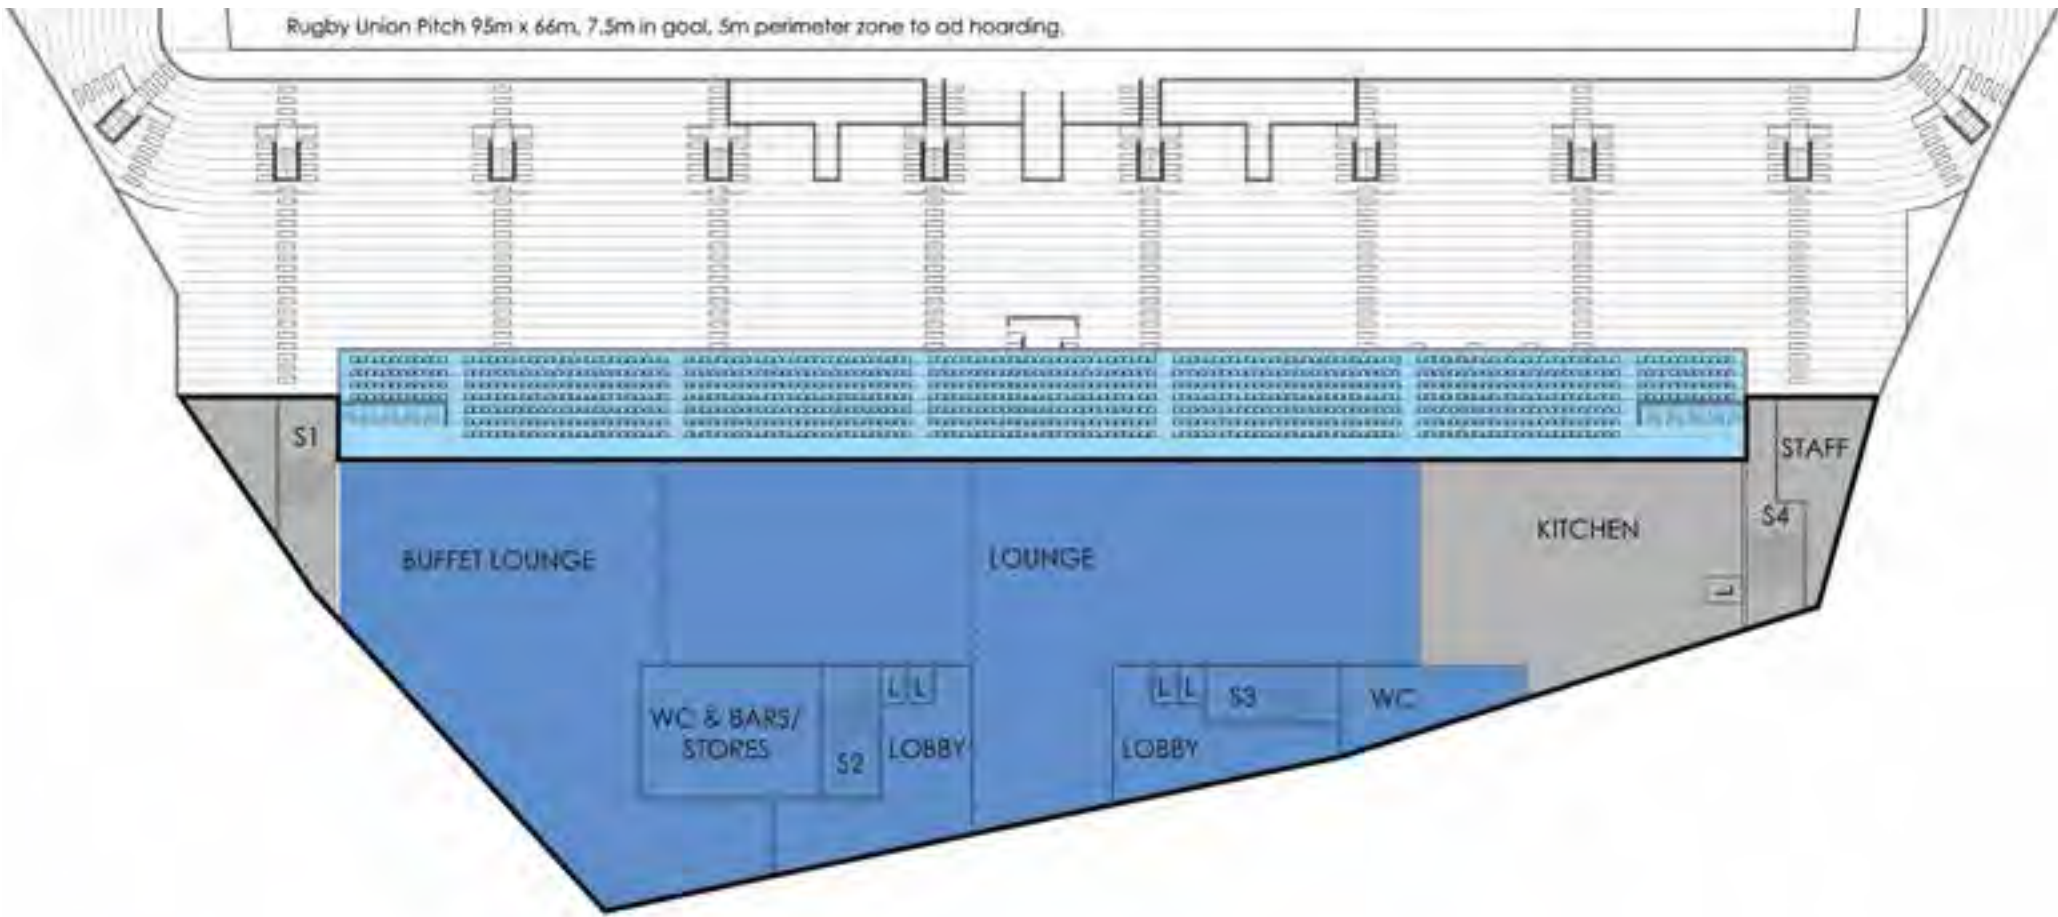 Rugby Union Pitch 95m x 66m, 7.5m in goal, 5m perimeter zone to ad hoarding.
S1
STAFF
S4
KITCHEN
BUFFET LOUNGE
LOUNGE
L
L L
L L
S3
WC
WC & BARS/
STORES
S2
LOBBY
LOBBY